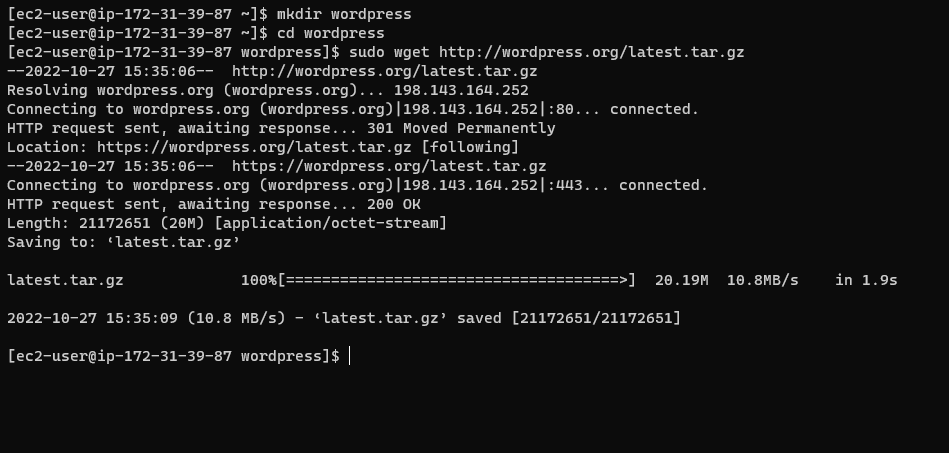 [ec2-user@ip-172-31-39-87 ~]$ mkdir wordpress
[ec2-user@ip-172-31-39-87 ~]$ cd wordpress
[ec2-user@ip-172-31-39-87 wordpress]$ sudo wget http://wordpress.org/latest.tar.gz
--2022-10-27 15:35:06--  http://wordpress.org/latest.tar.gz
Resolving wordpress.org (wordpress.org)... 198.143.164.252
Connecting to wordpress.org (wordpress.org)|198.143.164.252|:80... connected.
HTTP request sent, awaiting response... 301 Moved Permanently
Location: https://wordpress.org/latest.tar.gz [following]
--2022-10-27 15:35:06--  https://wordpress.org/latest.tar.gz
Connecting to wordpress.org (wordpress.org)|198.143.164.252|:443... connected.
HTTP request sent, awaiting response... 200 OK
Length: 21172651 (20M) [application/octet-stream]
Saving to: ‘latest.tar.gz’
latest.tar.gz             100%[=====================================>]  20.19M  10.8MB/s    in 1.9s
2022-10-27 15:35:09 (10.8 MB/s) - ‘latest.tar.gz’ saved [21172651/21172651]
[ec2-user@ip-172-31-39-87 wordpress]$